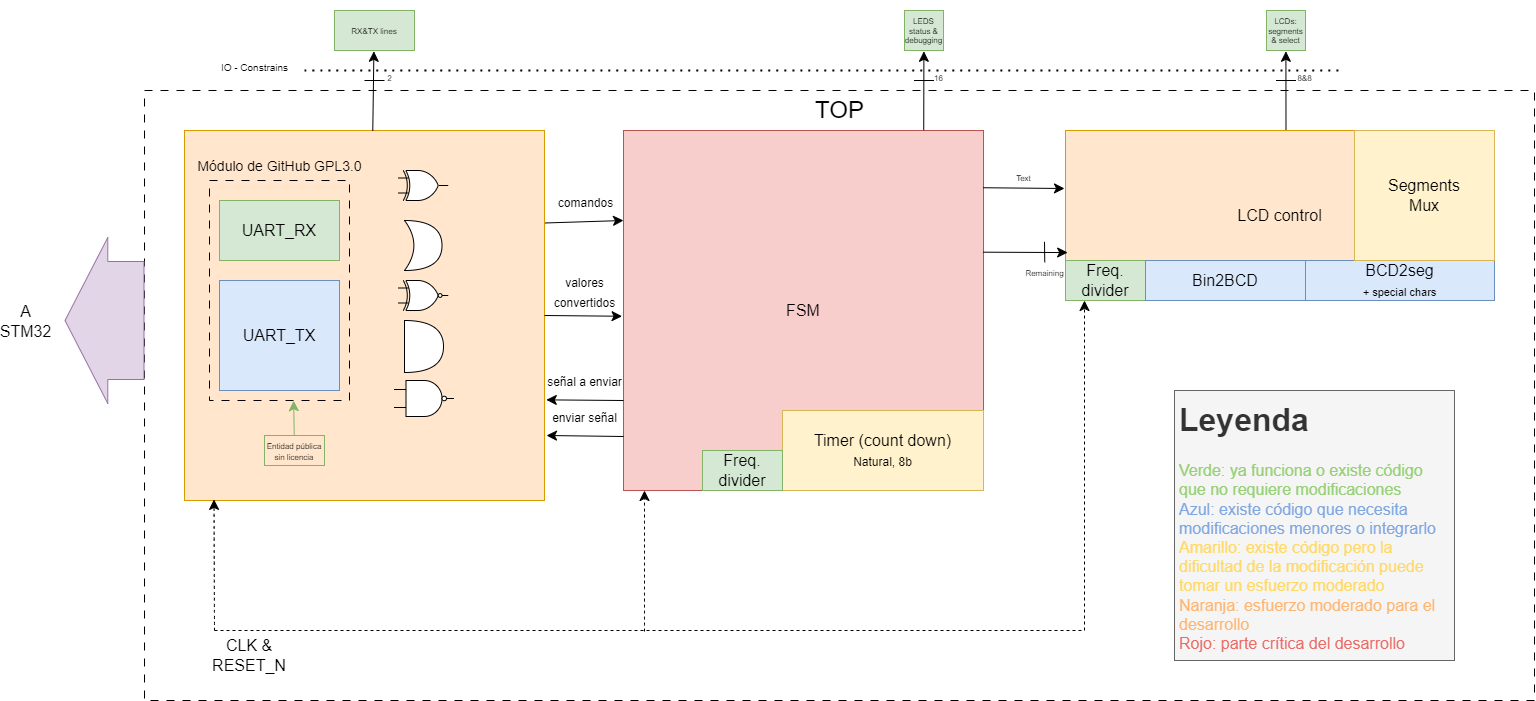 RX&TX lines
LEDS
status &
debugging
LCDs:
segments
& select
IO - Constrains
2
16
8&8
TOP
Módulo de GitHub GPL3.0
UART_RX
UART_TX
Entidad pública
sin licencia
comandos
valores
convertidos
señal a enviar
enviar señal
FSM
Timer (count down)
Natural, 8b
Freq.
divider
Text
Remaining
LCD control
Segments
Mux
Freq.
divider
Bin2BCD
BCD2seg
+ special chars
A
STM32
CLK &
RESET_N
Leyenda
Verde: ya funciona o existe código
que no requiere modificaciones
Azul: existe código que necesita
modificaciones menores o integrarlo
Amarillo: existe código pero la
dificultad de la modificación puede
tomar un esfuerzo moderado
Naranja: esfuerzo moderado para el
desarrollo
Rojo: parte crítica del desarrollo